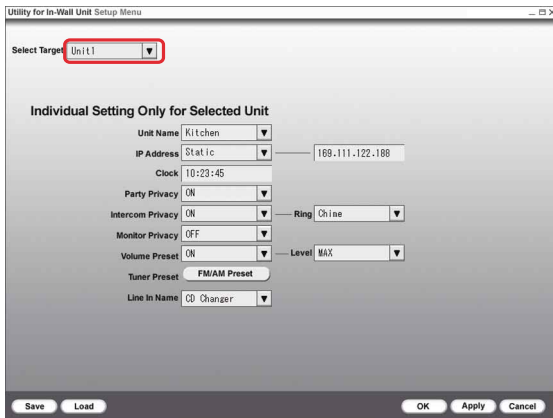 Utility for In-Wall Unit Setup Menu
Select Target Unit1
Individual Setting Only for Selected Unit
Unit Name Kitchen
IP Address Static 169.111.122.188
Clock 10:23:45
Party Privacy ON
Intercom Privacy ON Ring Chime
Monitor Privacy OFF
Volume Preset ON Level MAX
Tuner Preset FM/AM Preset
Line In Name CD Changer
Save Load OK Apply Cancel